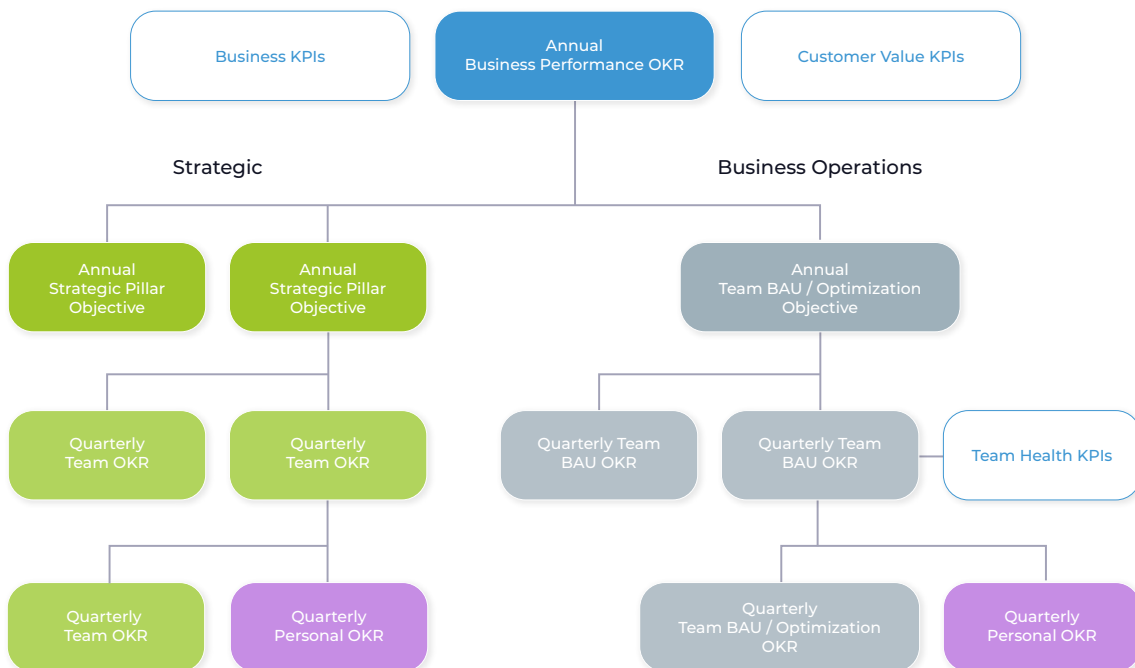 Business KPIs
Annual
Business Performance OKR
Customer Value KPIs
Strategic
Business Operations
Annual
Strategic Pillar
Objective
Annual
Strategic Pillar
Objective
Annual
Team BAU / Optimization
Objective
Quarterly
Team OKR
Quarterly
Team OKR
Quarterly Team
BAU OKR
Quarterly Team
BAU OKR
Team Health KPIs
Quarterly
Team OKR
Quarterly
Personal OKR
Quarterly
Team BAU / Optimization
OKR
Quarterly
Personal OKR